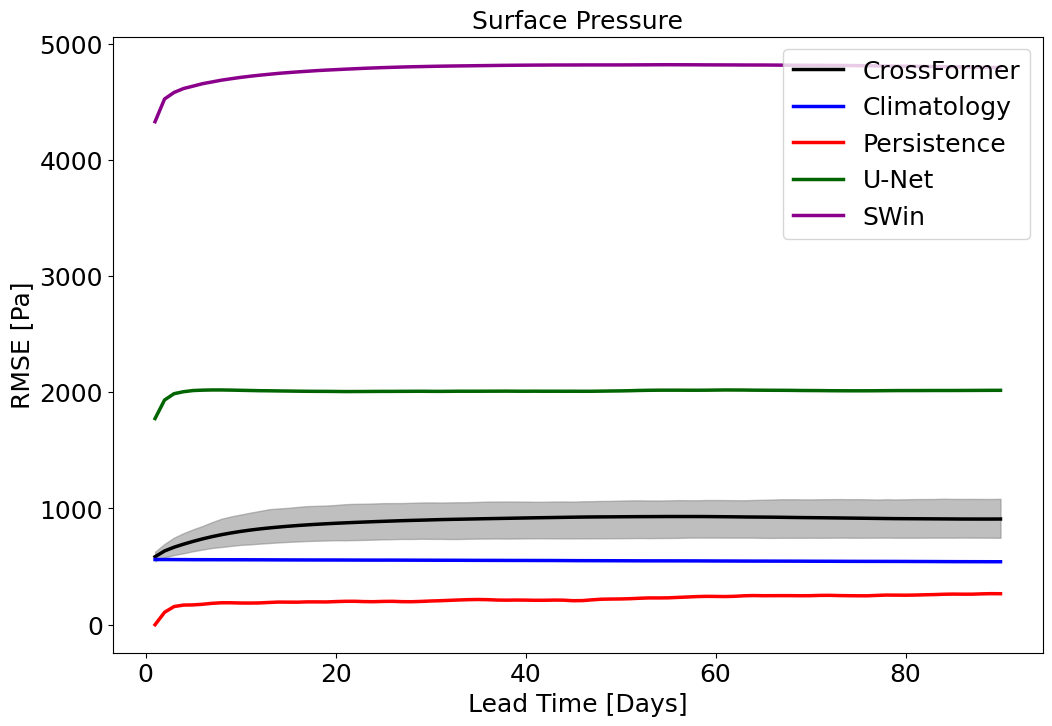 Surface Pressure
5000
4000
3000
2000
1000
0
RMSE [Pa]
CrossFormer
Climatology
Persistence
U-Net
SWin
0 20 40 60 80
Lead Time [Days]